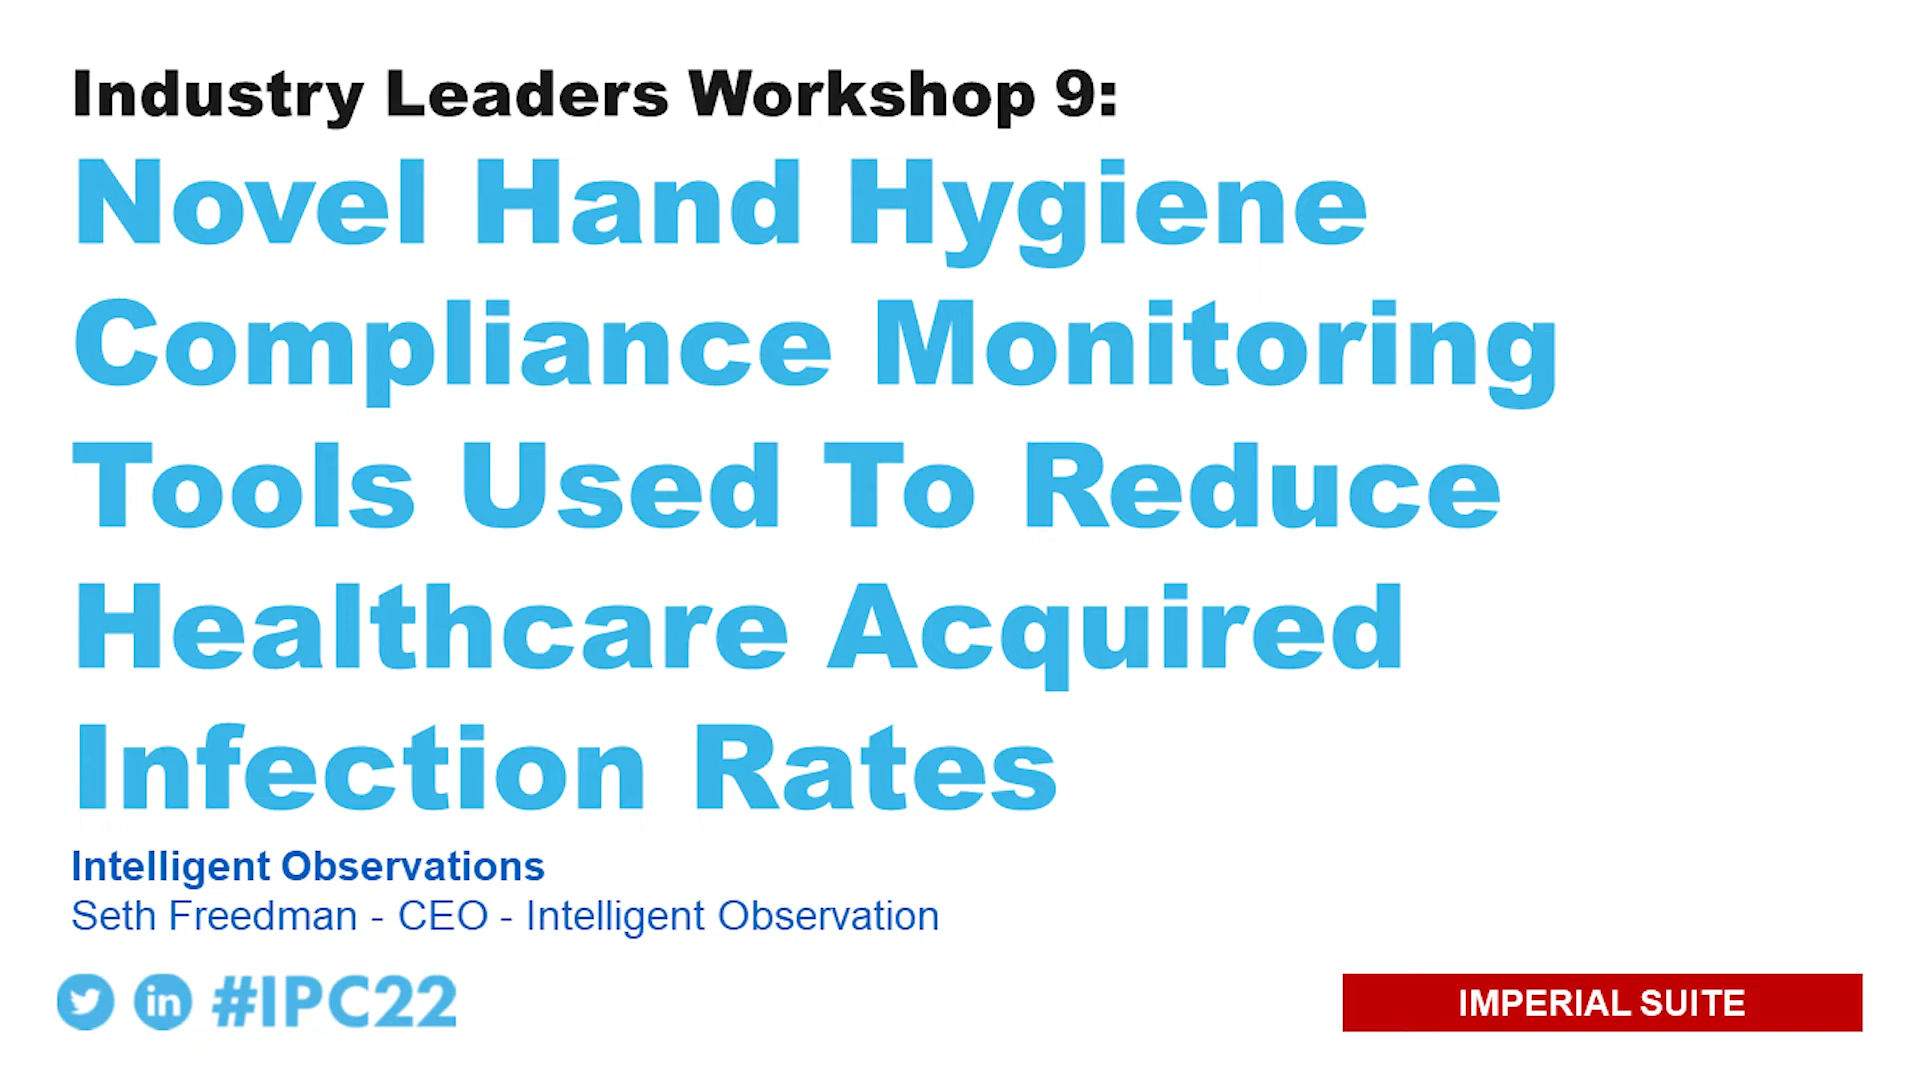 Industry Leaders Workshop 9:
Novel Hand Hygiene
Compliance Monitoring
Tools Used To Reduce
Healthcare Acquired
Infection Rates
Intelligent Observations
Seth Freedman - CEO - Intelligent Observation
in #IPC22
IMPERIAL SUITE